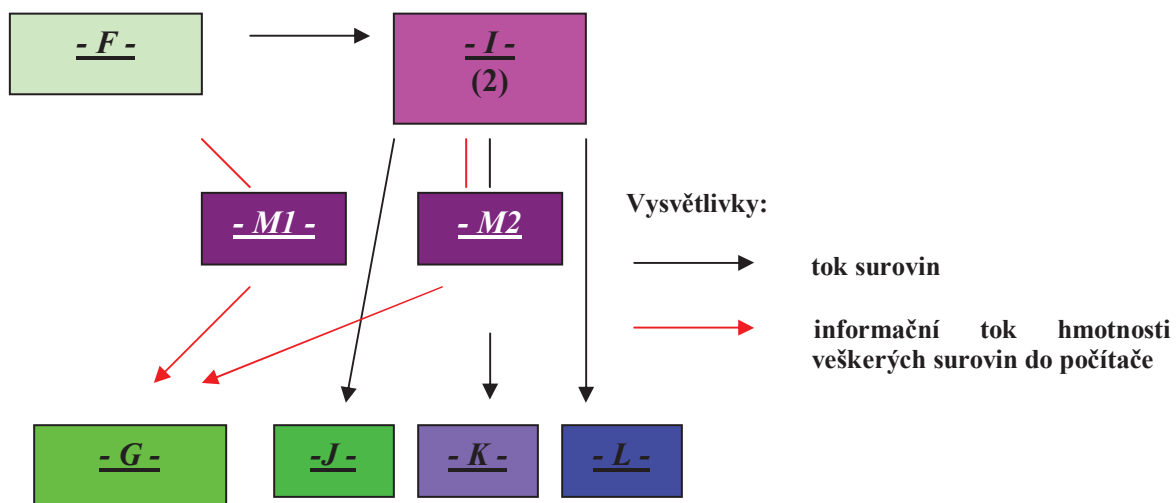 - F -
- I -
(2)
- M1 -
- M2
Vysvětlivky:
tok surovin
informační tok hmotnosti
veškerých surovin do počítače
- G -
-J -
- K -
- L -